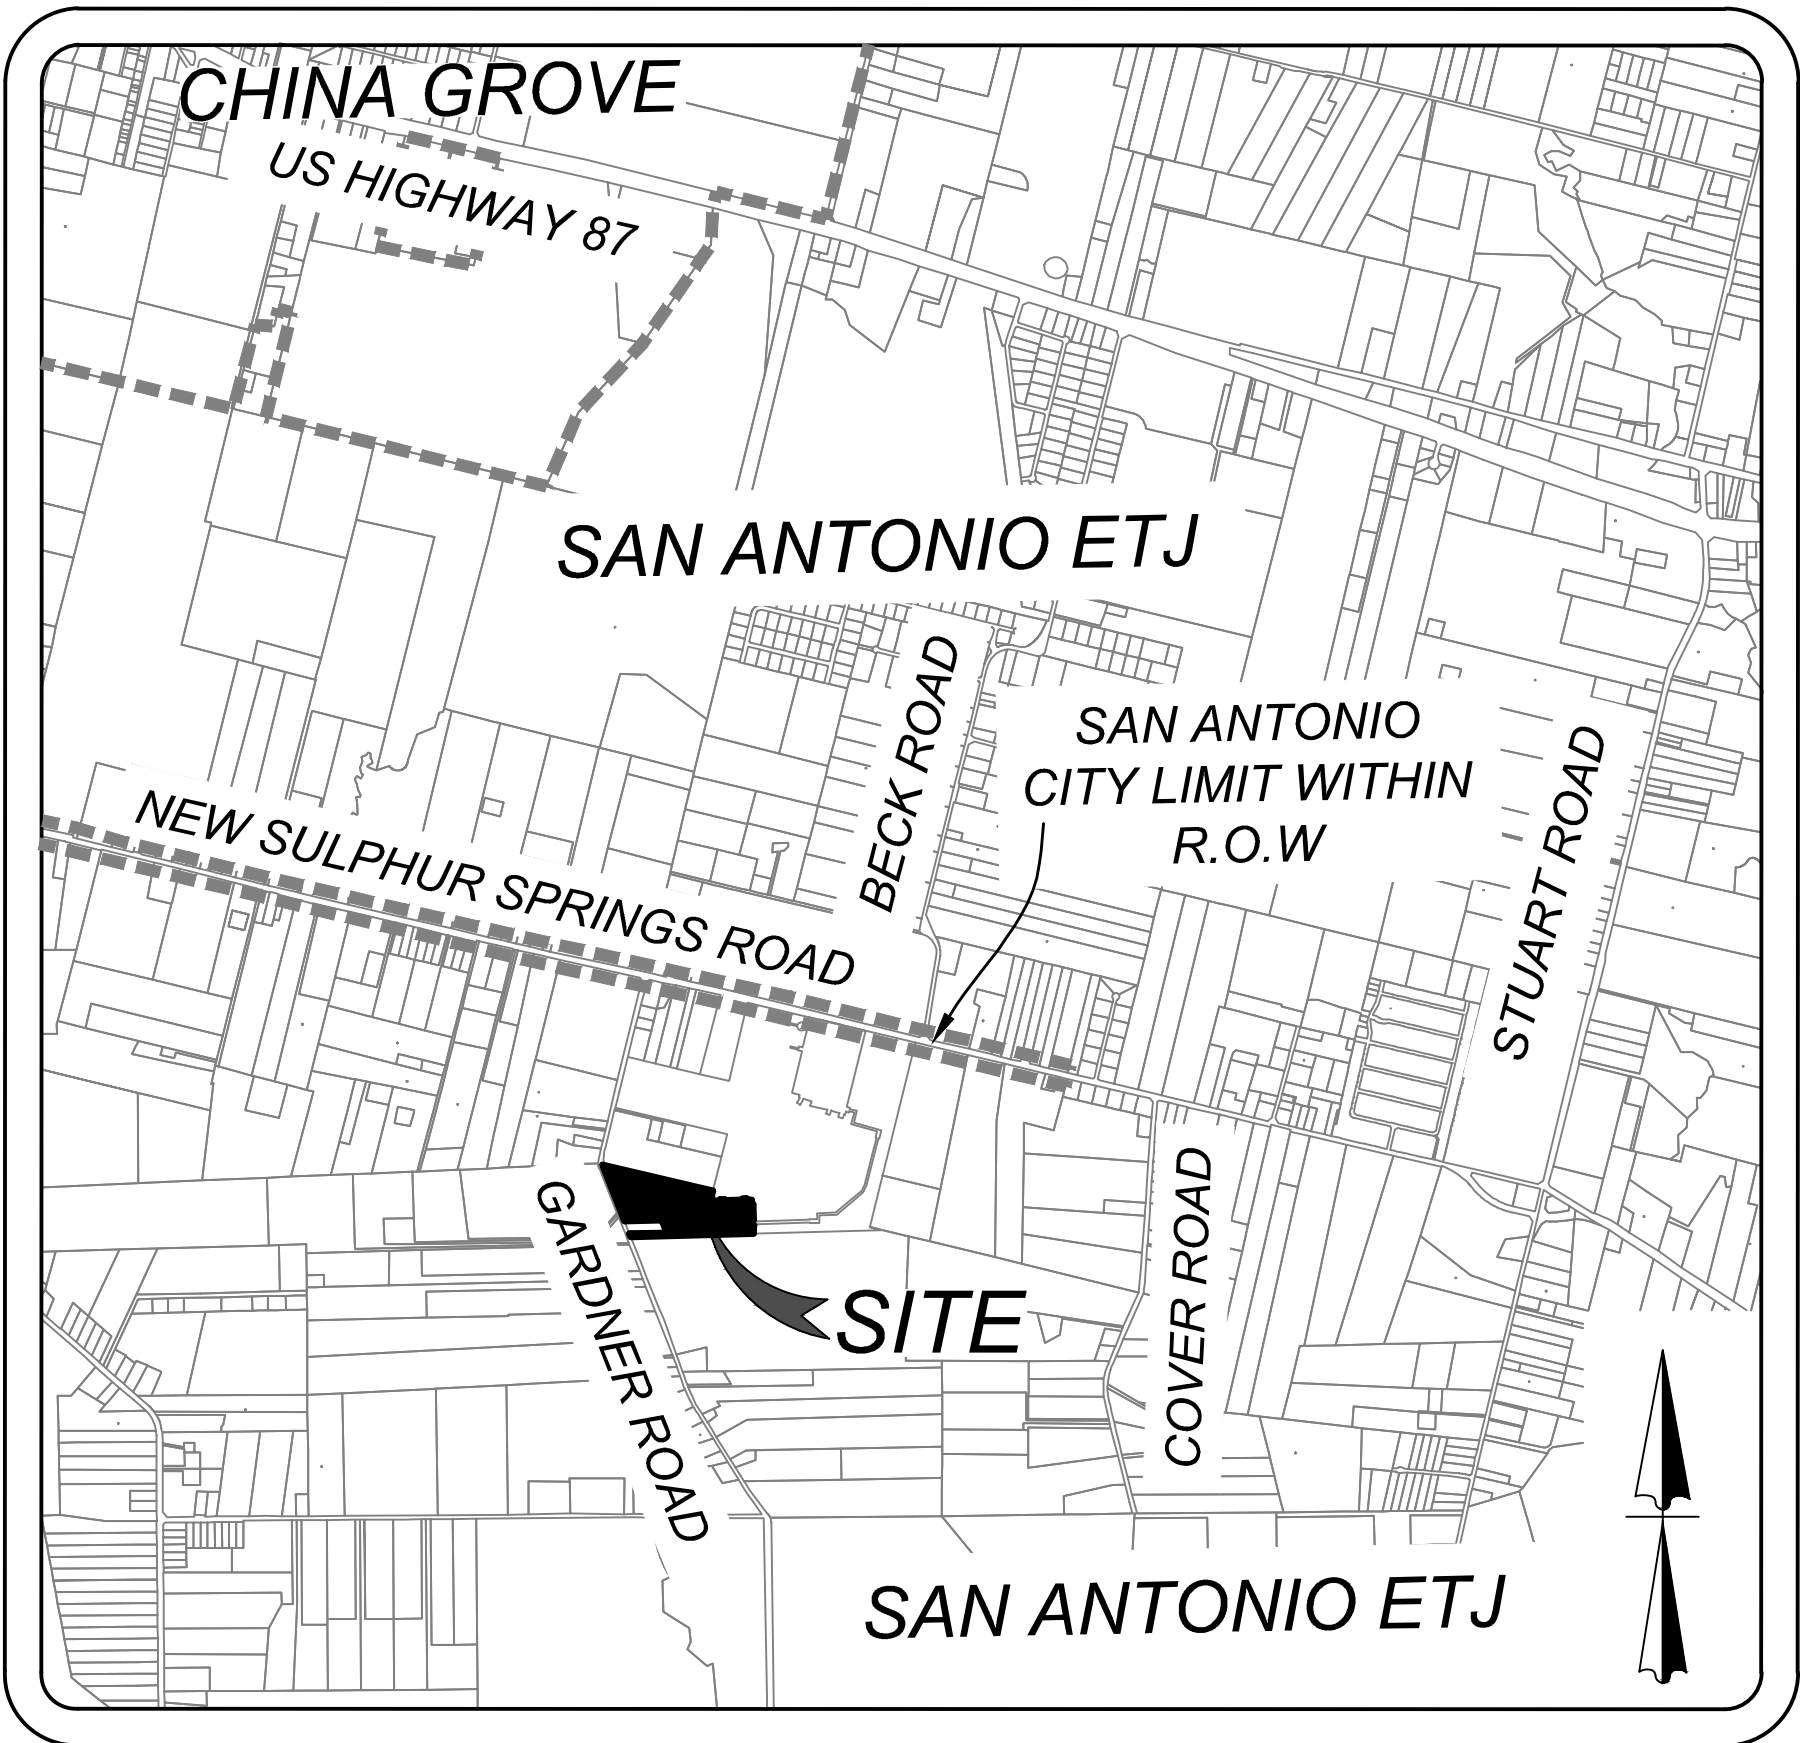 CHINA GROVE
US HIGHWAY 87
SAN ANTONIO ETJ
BECK ROAD
SAN ANTONIO
CITY LIMIT WITHIN
R.O.W
STUART ROAD
NEW SULPHUR SPRINGS ROAD
GARDNER ROAD
COVER ROAD
SITE
SAN ANTONIO ETJ